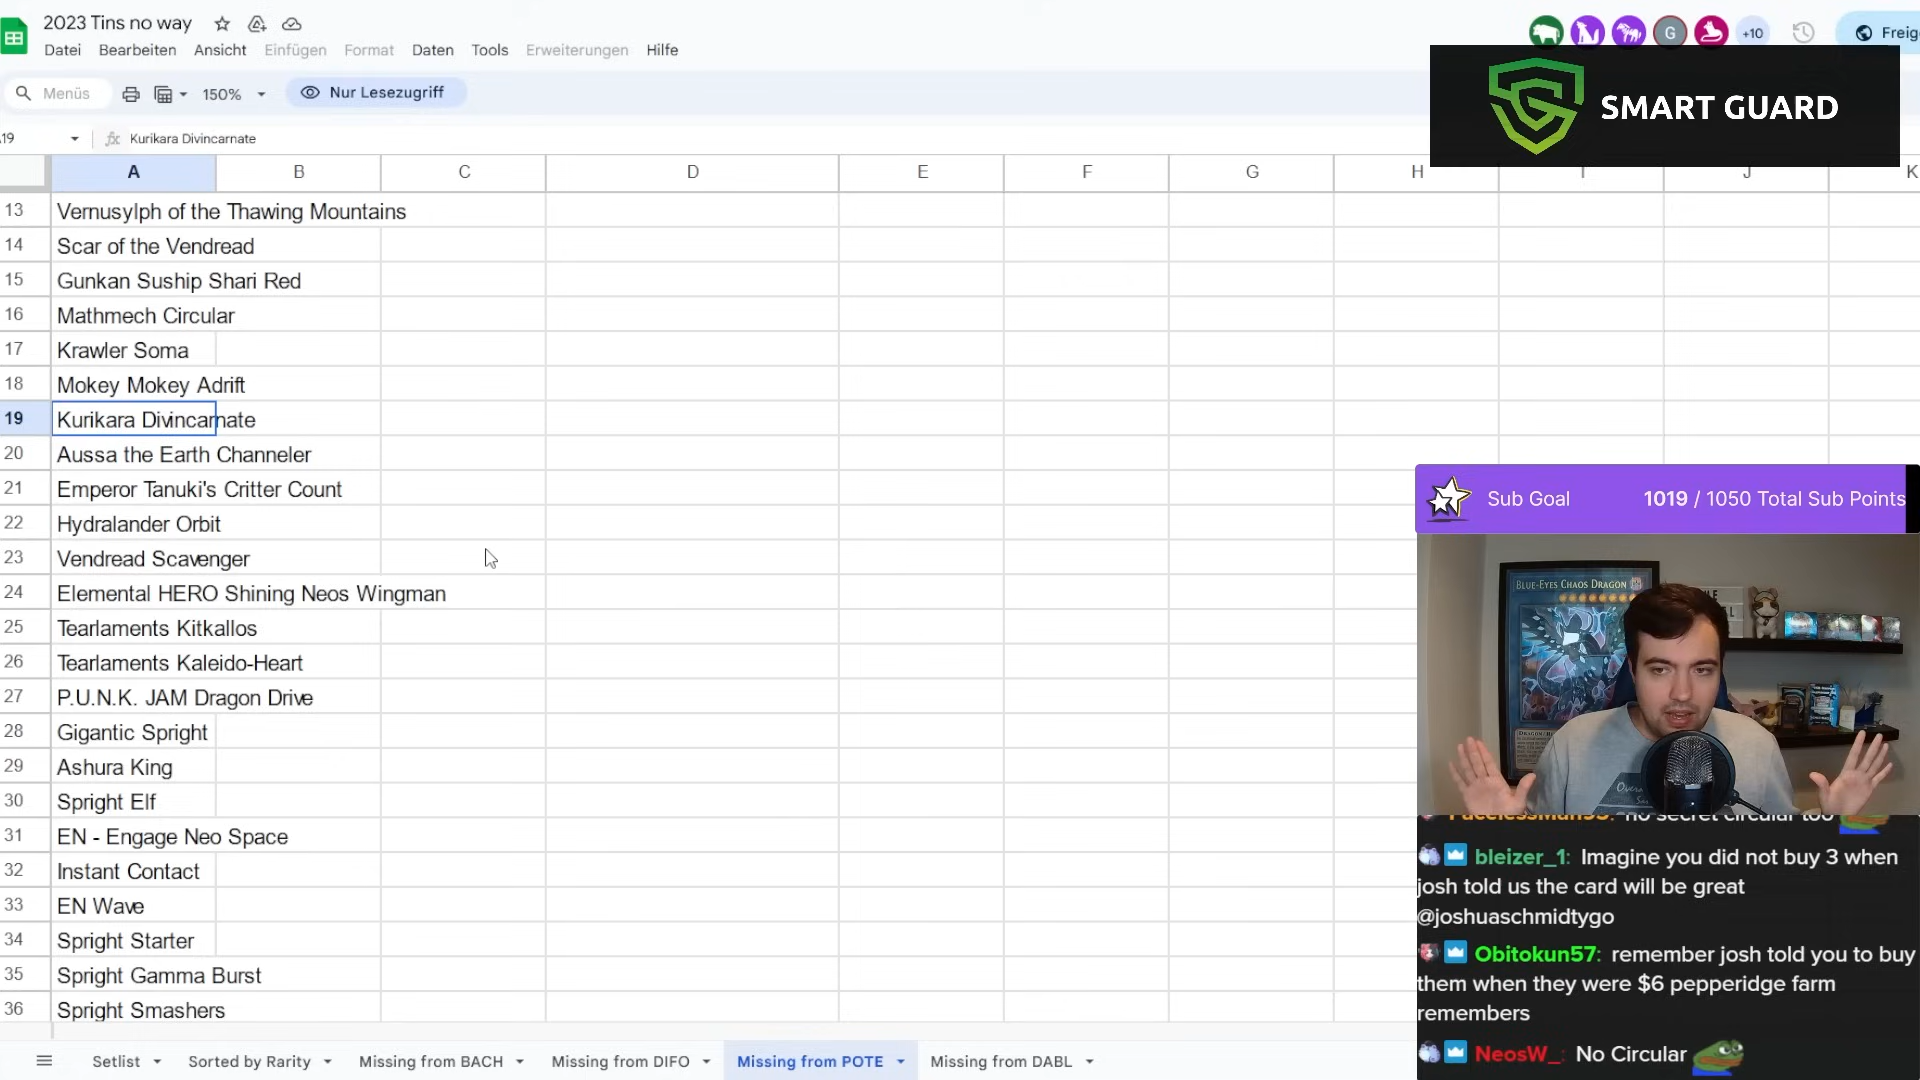 2023 Tins no way
+10
Freig
Datei Bearbeiten Ansicht Einfügen Format Daten Tools Erweiterungen Hilfe
SMART GUARD
Menüs
150%
Nur Lesezugriff
19
fx Kurikara Divincarnate
A B C D E F G H I J K
13 Vernusylph of the Thawing Mountains
14 Scar of the Vendread
15 Gunkan Suship Shari Red
16 Mathmech Circular
17 Krawler Soma
18 Mokey Mokey Adrift
19 Kurikara Divincarnate
20 Aussa the Earth Channeler
21 Emperor Tanuki's Critter Count
22 Hydralander Orbit
23 Vendread Scavenger
24 Elemental HERO Shining Neos Wingman
25 Tearlaments Kitkallos
26 Tearlaments Kaleido-Heart
27 P.U.N.K. JAM Dragon Drive
28 Gigantic Spright
29 Ashura King
30 Spright Elf
31 EN - Engage Neo Space
32 Instant Contact
33 EN Wave
34 Spright Starter
35 Spright Gamma Burst
36 Spright Smashers
Setlist Sorted by Rarity Missing from BACH Missing from DIFO Missing from POTE Missing from DABL
Sub Goal 1019 / 1050 Total Sub Points
BLUE-EYES CHAOS DRAGON
no secret circular too
bleizer_1: Imagine you did not buy 3 when
josh told us the card will be great
@joshuaschmidtygo
Obitokun57: remember josh told you to buy
them when they were $6 pepperidge farm
remembers
NeosW_: No Circular